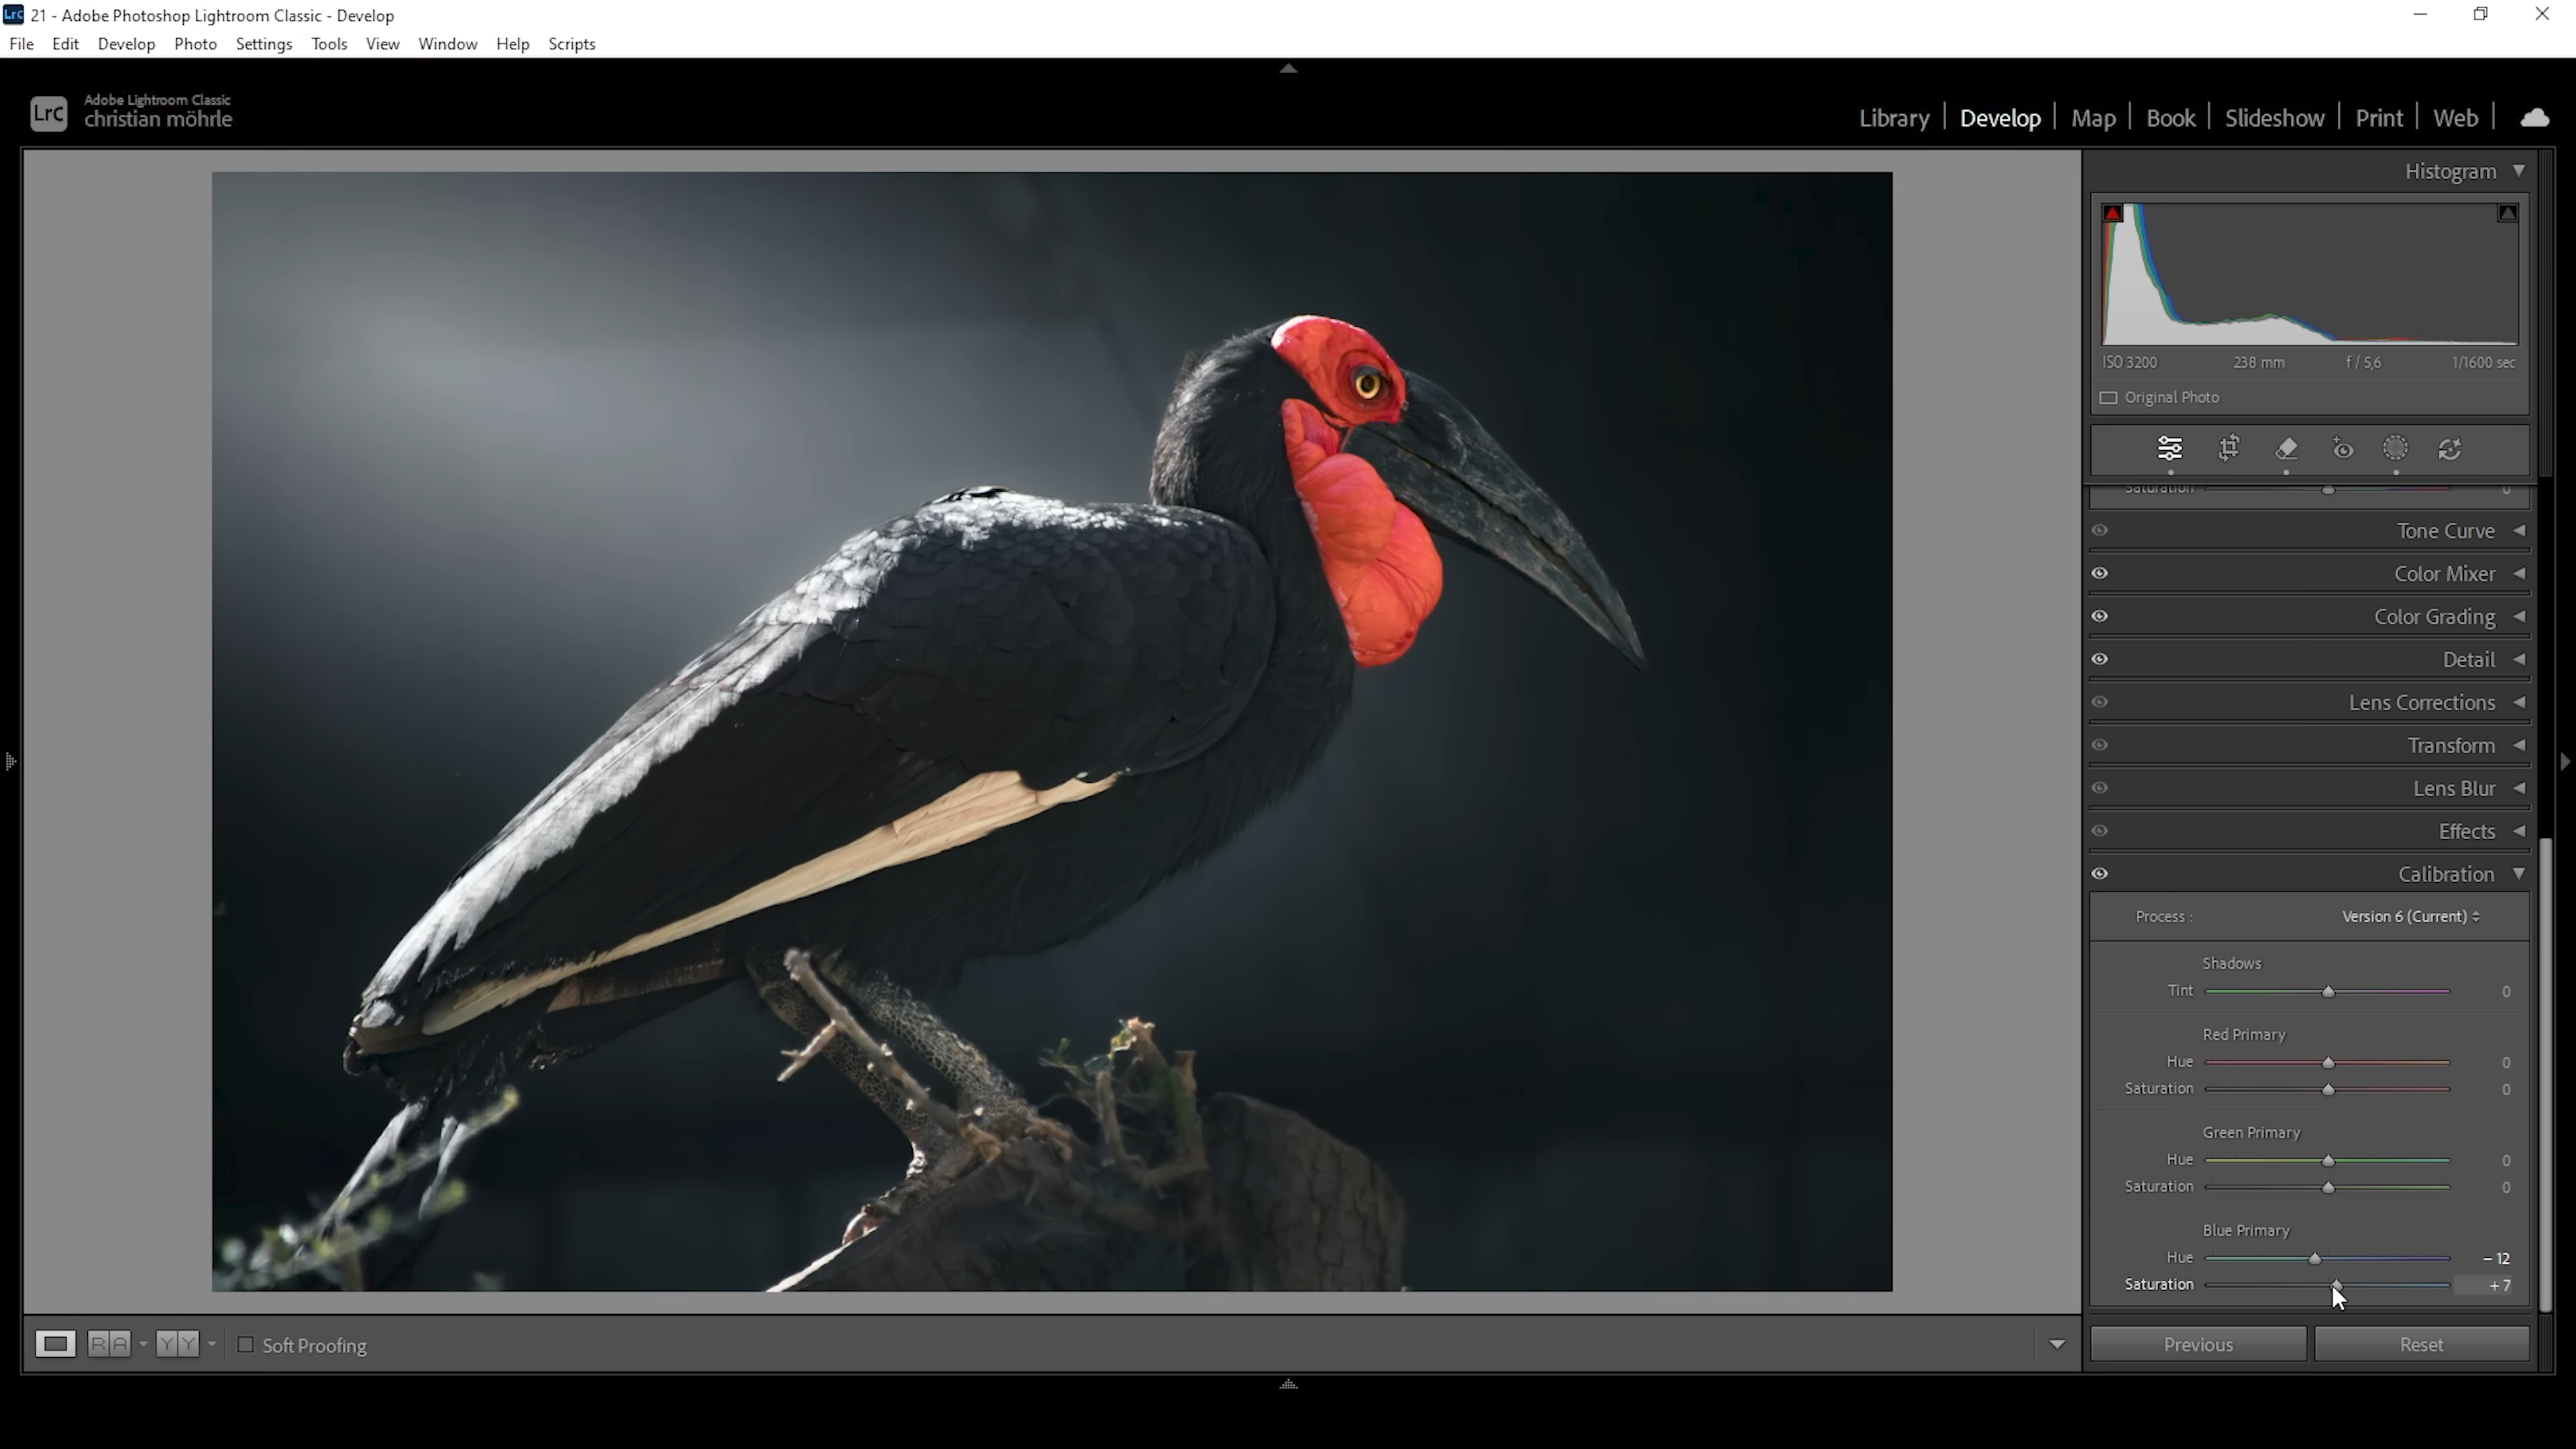 Lrc 21 - Adobe Photoshop Lightroom Classic - Develop
File Edit Develop Photo Settings Tools View Window Help Scripts
Lrc Adobe Lightroom Classic
christian möhrle
Library | Develop | Map | Book | Slideshow | Print | Web |
Histogram
ISO 3200 238 mm f / 5,6 1/1600 sec
Original Photo
Saturation 0
Tone Curve
Color Mixer
Color Grading
Detail
Lens Corrections
Transform
Lens Blur
Effects
Calibration
Process : Version 6 (Current)
Shadows
Tint 0
Red Primary
Hue 0
Saturation 0
Green Primary
Hue 0
Saturation 0
Blue Primary
Hue - 12
Saturation + 7
R A Y Y Soft Proofing
Previous Reset